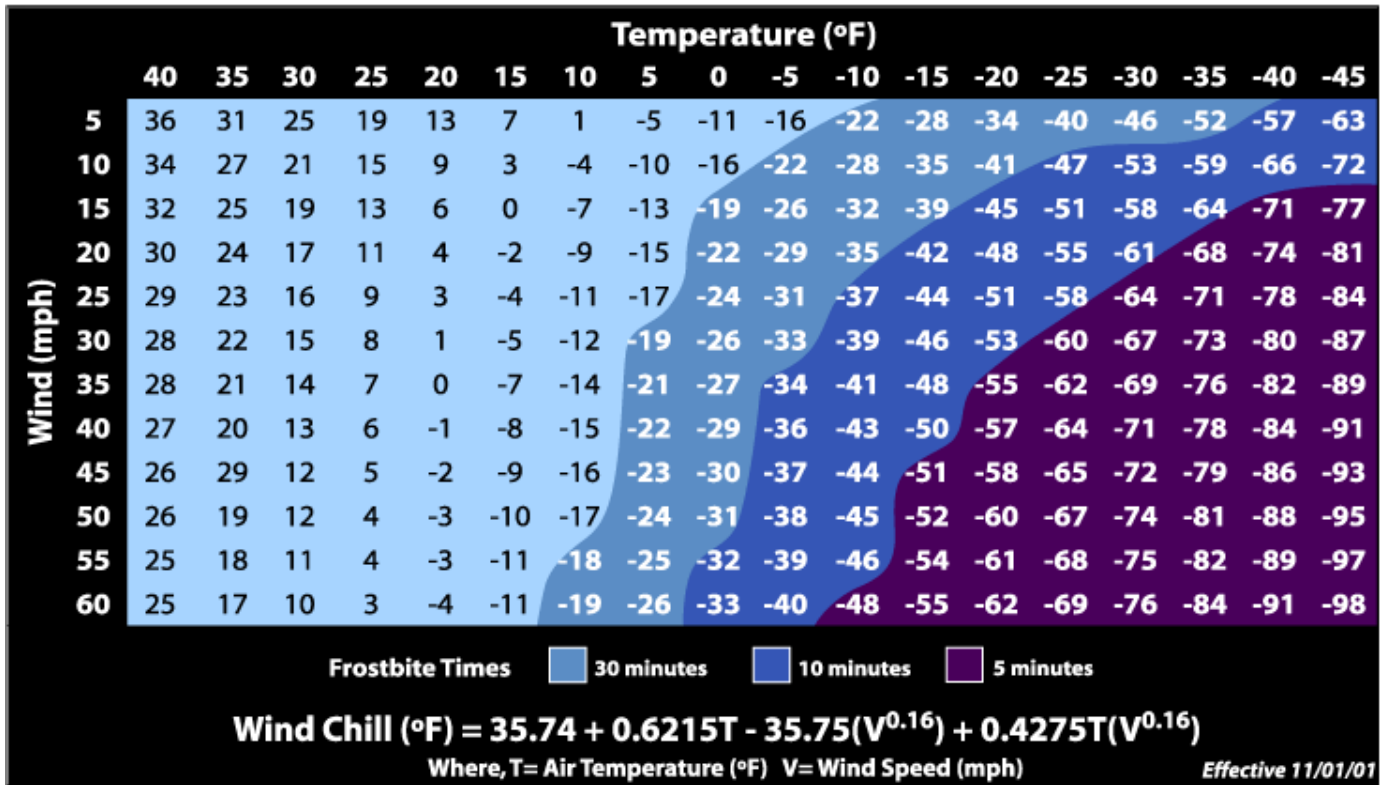 Temperature (ºF)
40 35 30 25 20 15 10 5 0 -5 -10 -15 -20 -25 -30 -35 -40 -45
Wind (mph)
5 36 31 25 19 13 7 1 -5 -11 -16 -22 -28 -34 -40 -46 -52 -57 -63
10 34 27 21 15 9 3 -4 -10 -16 -22 -28 -35 -41 -47 -53 -59 -66 -72
15 32 25 19 13 6 0 -7 -13 -19 -26 -32 -39 -45 -51 -58 -64 -71 -77
20 30 24 17 11 4 -2 -9 -15 -22 -29 -35 -42 -48 -55 -61 -68 -74 -81
25 29 23 16 9 3 -4 -11 -17 -24 -31 -37 -44 -51 -58 -64 -71 -78 -84
30 28 22 15 8 1 -5 -12 -19 -26 -33 -39 -46 -53 -60 -67 -73 -80 -87
35 28 21 14 7 0 -7 -14 -21 -27 -34 -41 -48 -55 -62 -69 -76 -82 -89
40 27 20 13 6 -1 -8 -15 -22 -29 -36 -43 -50 -57 -64 -71 -78 -84 -91
45 26 29 12 5 -2 -9 -16 -23 -30 -37 -44 -51 -58 -65 -72 -79 -86 -93
50 26 19 12 4 -3 -10 -17 -24 -31 -38 -45 -52 -60 -67 -74 -81 -88 -95
55 25 18 11 4 -3 -11 -18 -25 -32 -39 -46 -54 -61 -68 -75 -82 -89 -97
60 25 17 10 3 -4 -11 -19 -26 -33 -40 -48 -55 -62 -69 -76 -84 -91 -98
Frostbite Times 30 minutes 10 minutes 5 minutes
Wind Chill (ºF) = 35.74 + 0.6215T - 35.75(V^0.16) + 0.4275T(V^0.16)
Where, T= Air Temperature (ºF) V= Wind Speed (mph)
Effective 11/01/01